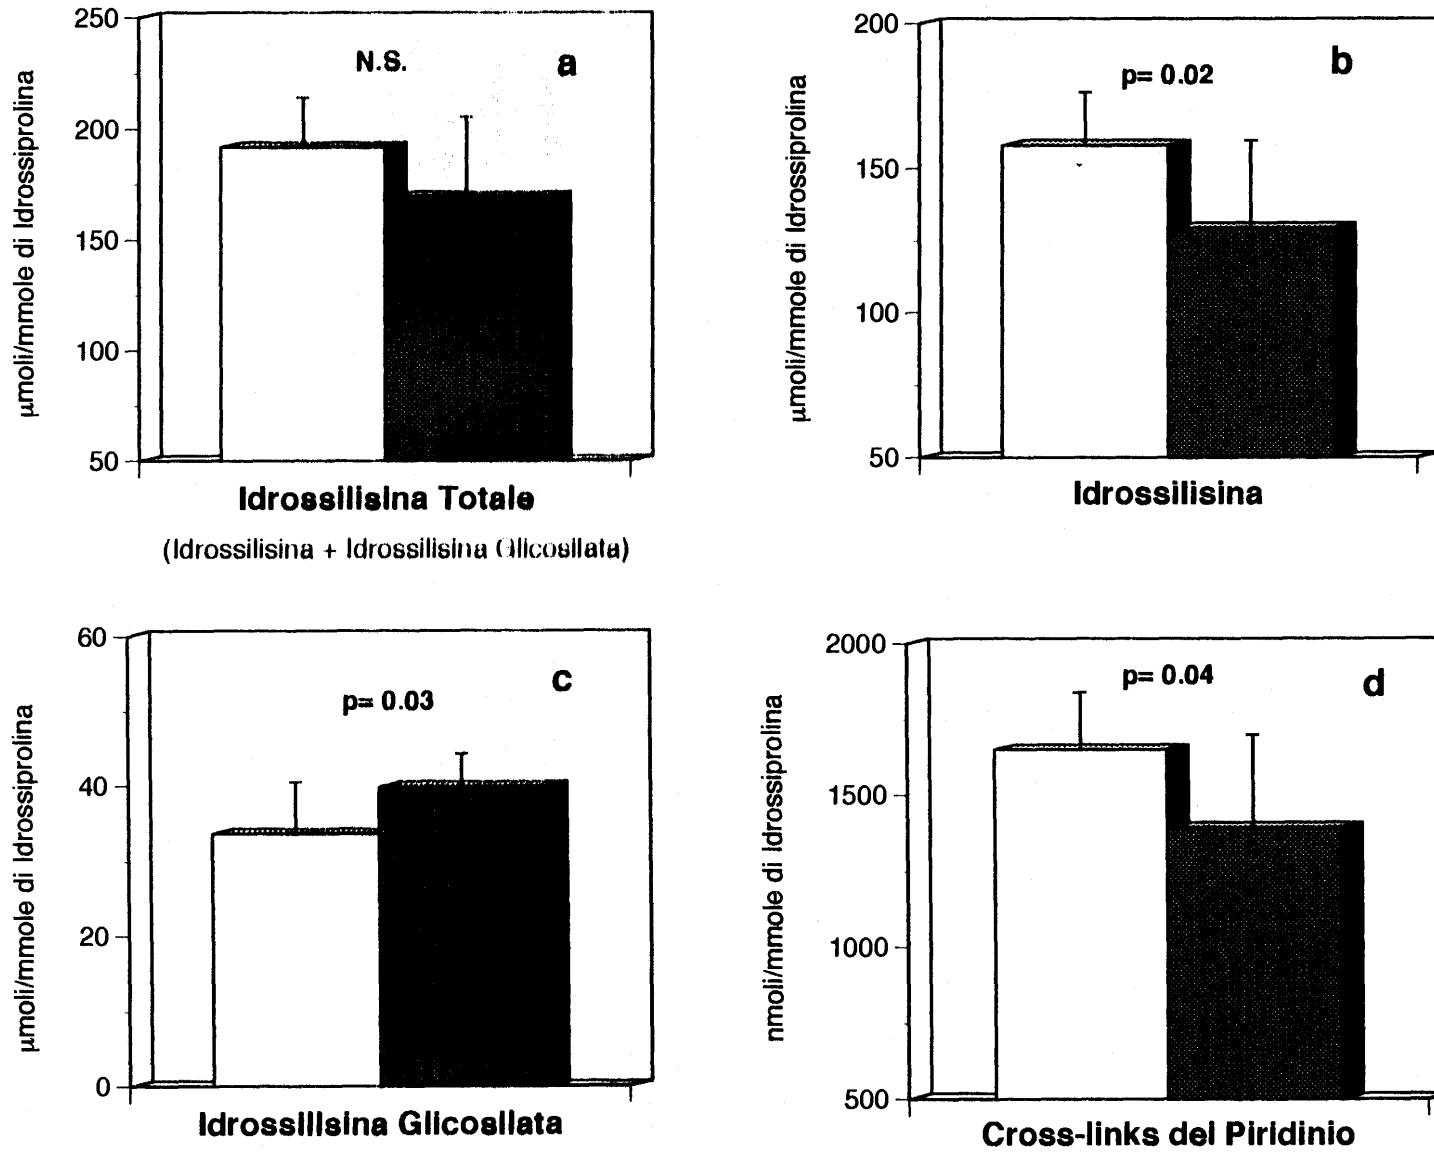 250
200
150
100
50
µmoli/mmole di Idrossiprolina
N.S.
a
Idrossilisina Totale
(Idrossilisina + Idrossilisina Glicosilata)
200
150
100
50
µmoli/mmole di Idrossiprolina
p= 0.02
b
Idrossilisina
60
40
20
0
µmoli/mmole di Idrossiprolina
p= 0.03
c
Idrossilisina Glicosilata
2000
1500
1000
500
nmoli/mmole di Idrossiprolina
p= 0.04
d
Cross-links del Piridinio